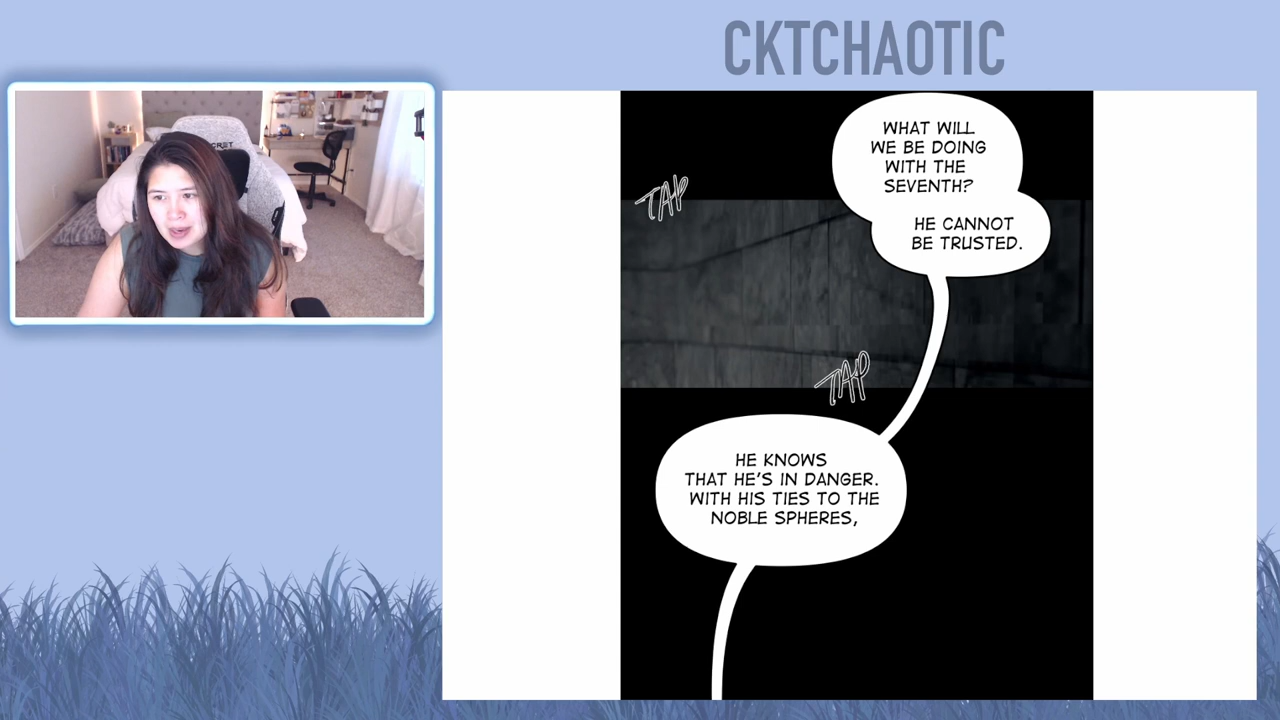 CKTCHAOTIC
WHAT WILL
WE BE DOING
WITH THE
SEVENTH?
TAP
HE CANNOT
BE TRUSTED.
TAP
HE KNOWS
THAT HE'S IN DANGER.
WITH HIS TIES TO THE
NOBLE SPHERES,